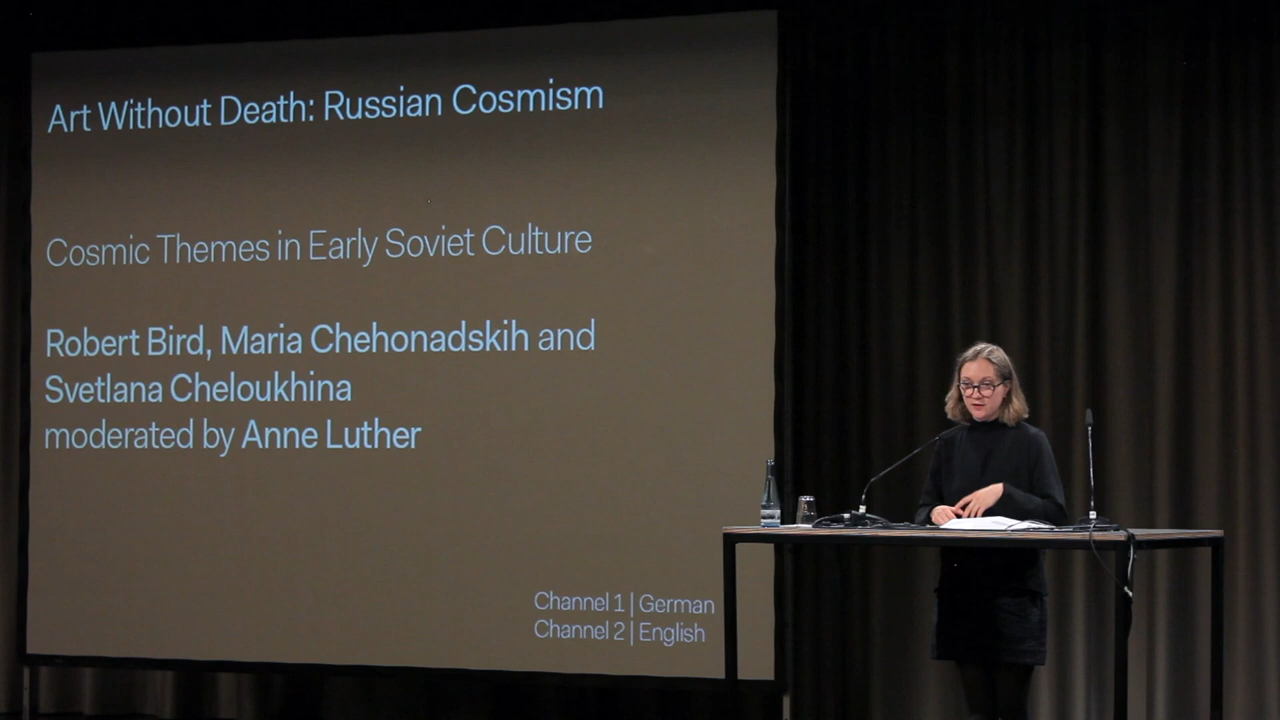 Art Without Death: Russian Cosmism
Cosmic Themes in Early Soviet Culture
Robert Bird, Maria Chehonadskih and
Svetlana Cheloukhina
moderated by Anne Luther
Channel 1 | German
Channel 2 | English